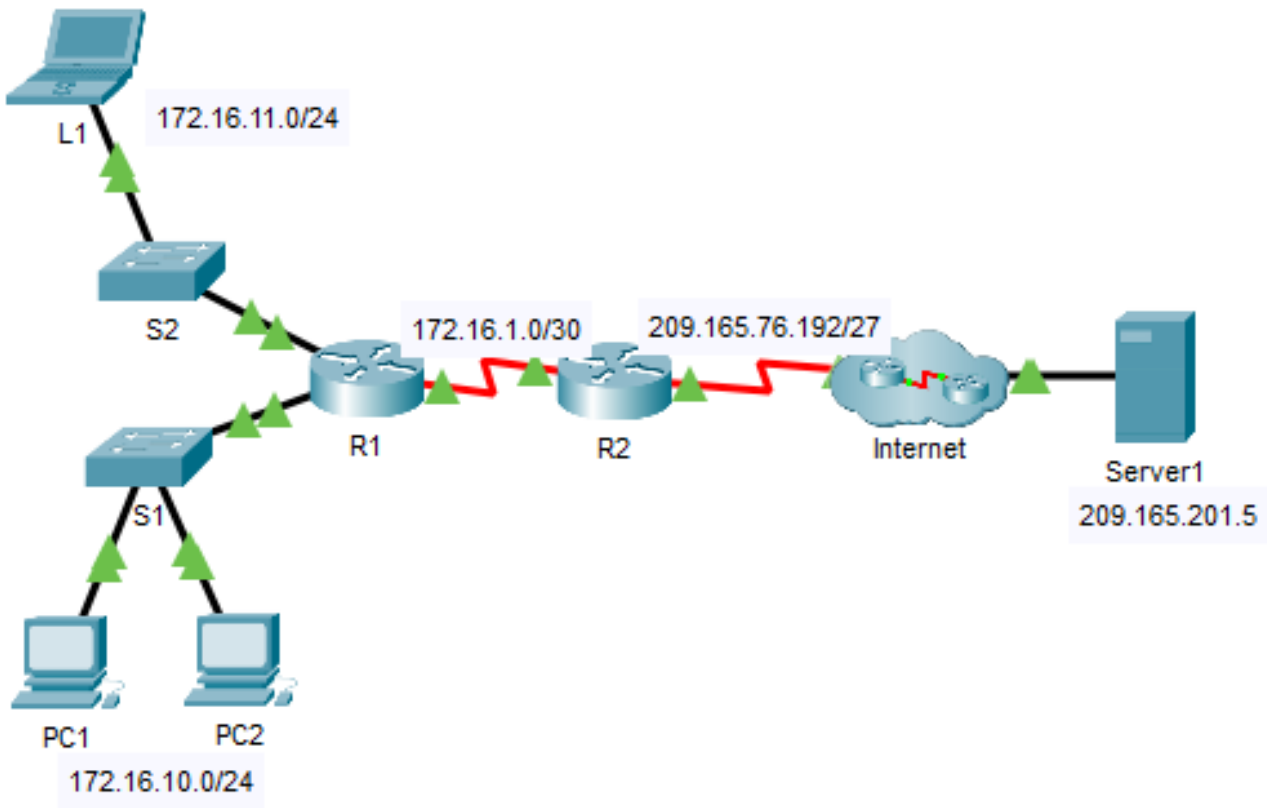 172.16.11.0/24
L1
S2
172.16.1.0/30
209.165.76.192/27
R1
R2
Internet
Server1
209.165.201.5
S1
PC1
PC2
172.16.10.0/24